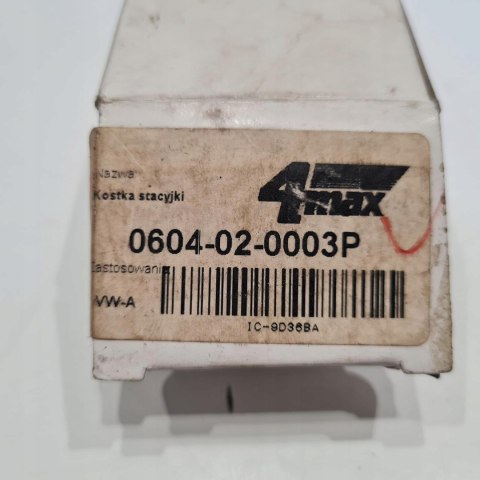 Nazwa
Kostka stacyjki
4max
0604-02-0003P
Zastosowanie
VW-A
IC-9D36BA